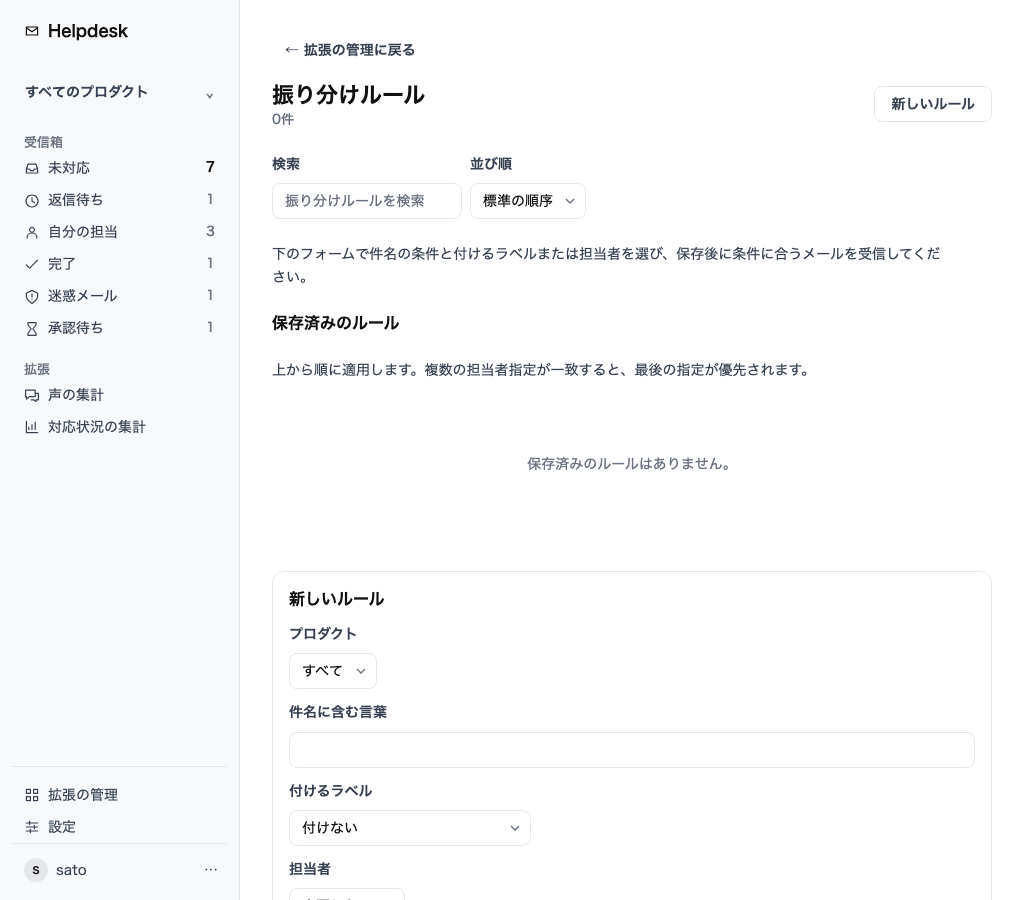 Helpdesk
すべてのプロダクト
受信箱
未対応 7
返信待ち 1
自分の担当 3
完了 1
迷惑メール 1
承認待ち 1
拡張
声の集計
対応状況の集計
拡張の管理
設定
S sato …
← 拡張の管理に戻る
振り分けルール
0件
新しいルール
検索 並び順
振り分けルールを検索 標準の順序
下のフォームで件名の条件と付けるラベルまたは担当者を選び、保存後に条件に合うメールを受信してくだ
さい。
保存済みのルール
上から順に適用します。複数の担当者指定が一致すると、最後の指定が優先されます。
保存済みのルールはありません。
新しいルール
プロダクト
すべて
件名に含む言葉
付けるラベル
付けない
担当者